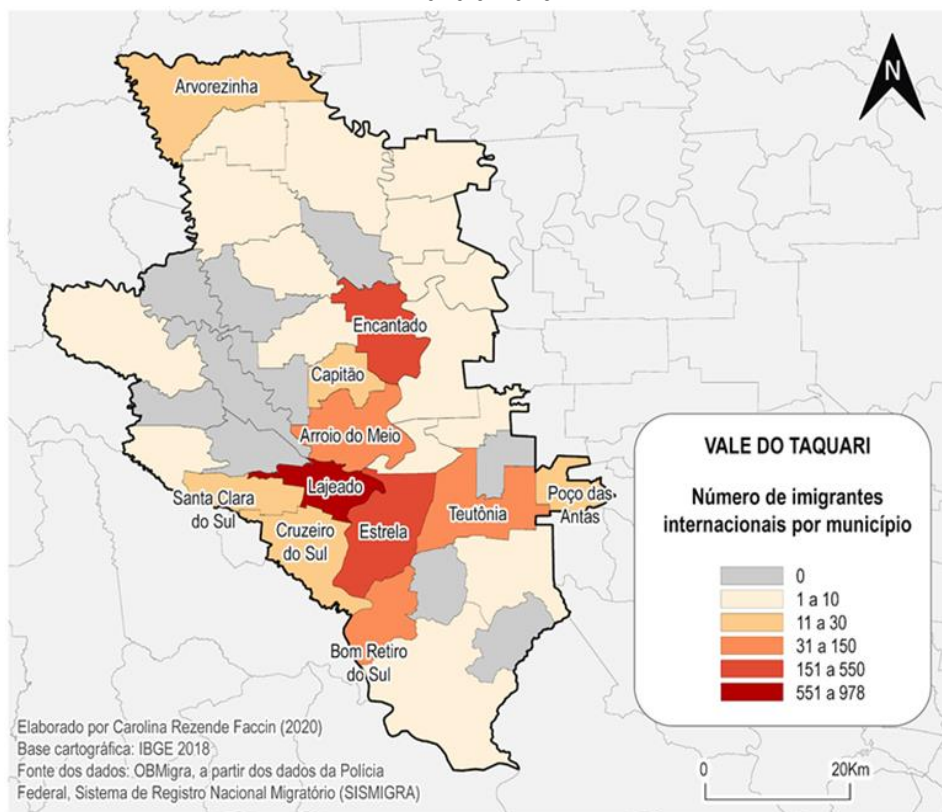 Arvorezinha
N
Encantado
Capitão
Arroio do Meio
Lajeado
Santa Clara
do Sul
Cruzeiro
do Sul
Estrela
Teutônia
Poço das
Antas
Bom Retiro
do Sul
VALE DO TAQUARI
Número de imigrantes
internacionais por município
0
1 a 10
11 a 30
31 a 150
151 a 550
551 a 978
Elaborado por Carolina Rezende Faccin (2020)
Base cartográfica: IBGE 2018
Fonte dos dados: OBMigra, a partir dos dados da Polícia
Federal, Sistema de Registro Nacional Migratório (SISMIGRA)
0 20Km